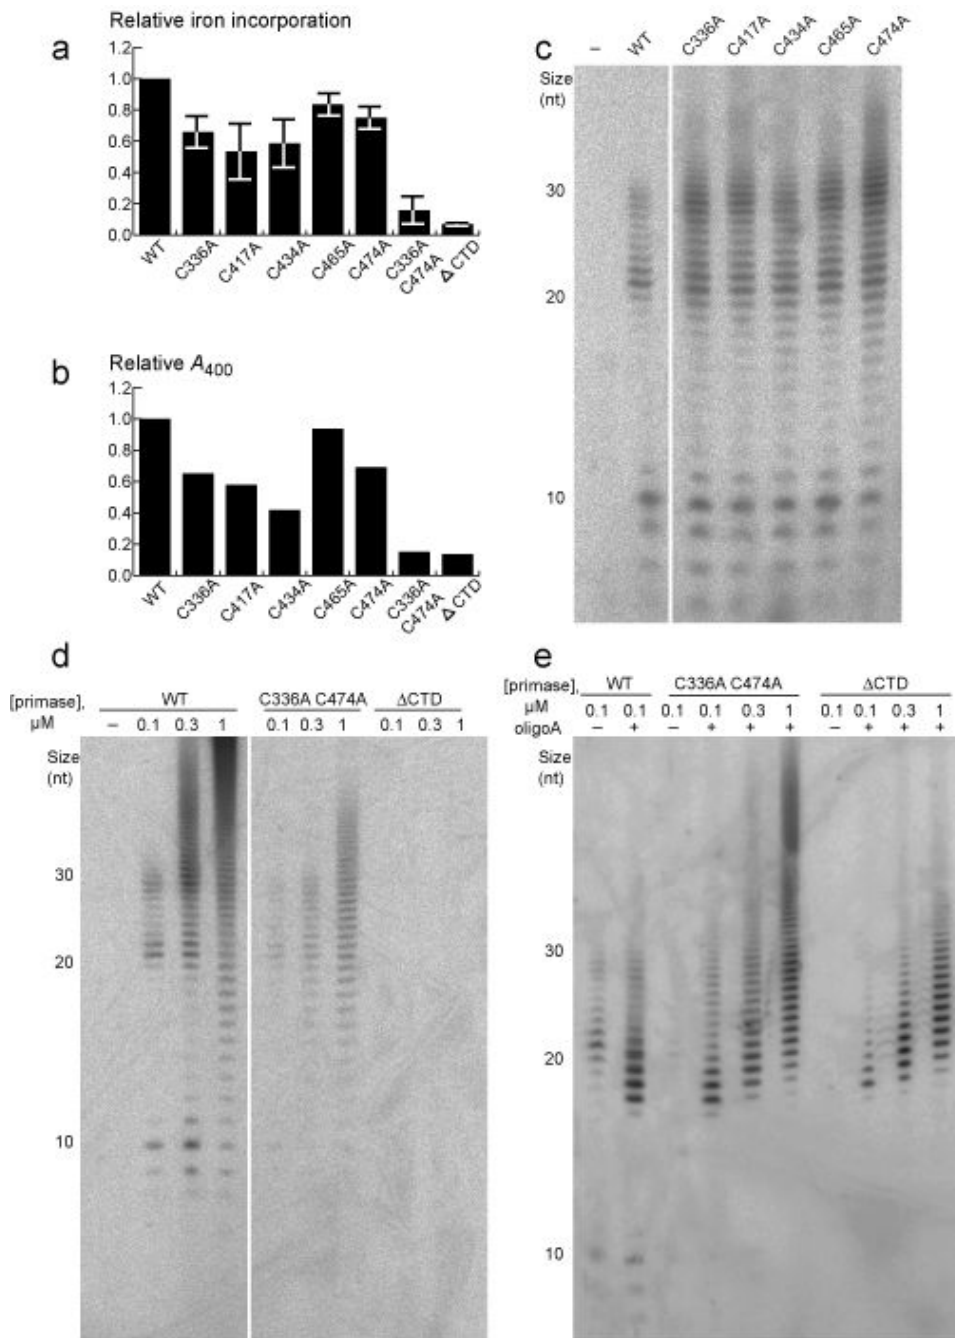 a
Relative iron incorporation
1.2
1.0
0.8
0.6
0.4
0.2
0.0
WT
C336A
C417A
C434A
C465A
C474A
C336A
C474A
Δ CTD
b
Relative A400
1.2
1.0
0.8
0.6
0.4
0.2
0.0
WT
C336A
C417A
C434A
C465A
C474A
C336A
C474A
Δ CTD
c
– WT C336A C417A C434A C465A C474A
Size
(nt)
30
20
10
d
[primase], WT C336A C474A ΔCTD
μM – 0.1 0.3 1 0.1 0.3 1 0.1 0.3 1
Size
(nt)
30
20
10
e
[primase], WT C336A C474A ΔCTD
μM 0.1 0.1 0.1 0.1 0.3 1 0.1 0.1 0.3 1
oligoA – + – + + + – + + +
Size
(nt)
30
20
10